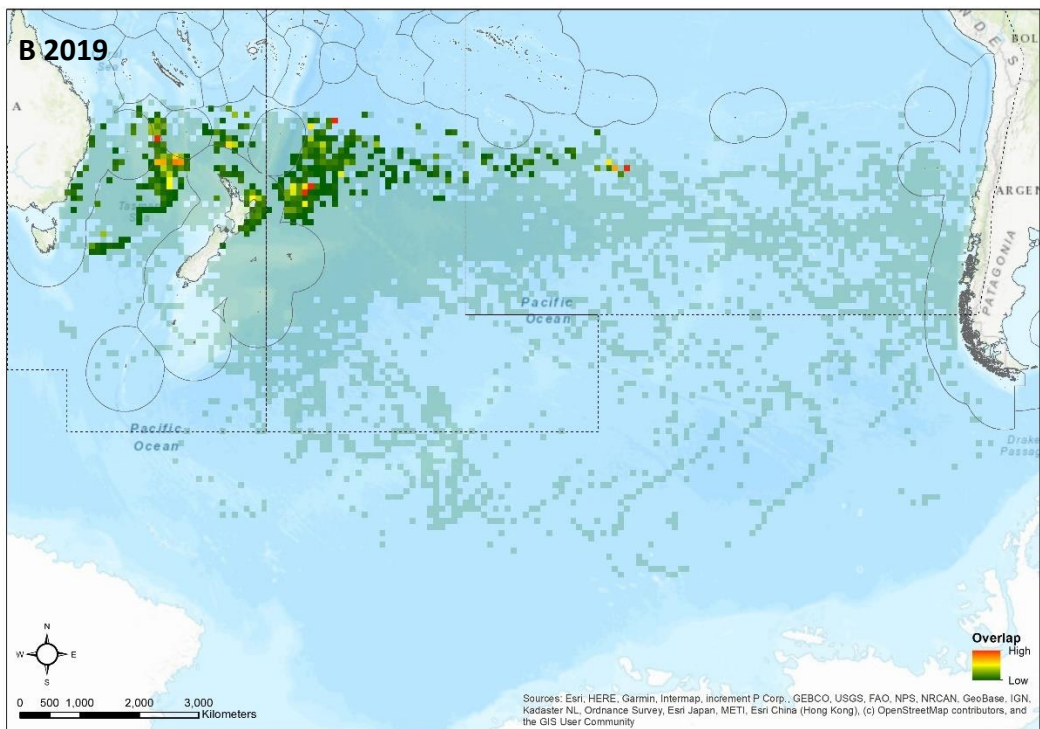 B 2019
A
ANDES
BOL
Tasman
ARGEN
PATAGONIA
Pacific
Ocean
Pacific
Ocean
Drake
Passag
N
W E
S
Overlap
High
Low
0 500 1,000 2,000 3,000
Kilometers
Sources: Esri, HERE, Garmin, Intermap, increment P Corp., GEBCO, USGS, FAO, NPS, NRCAN, GeoBase, IGN,
Kadaster NL, Ordnance Survey, Esri Japan, METI, Esri China (Hong Kong), (c) OpenStreetMap contributors, and
the GIS User Community